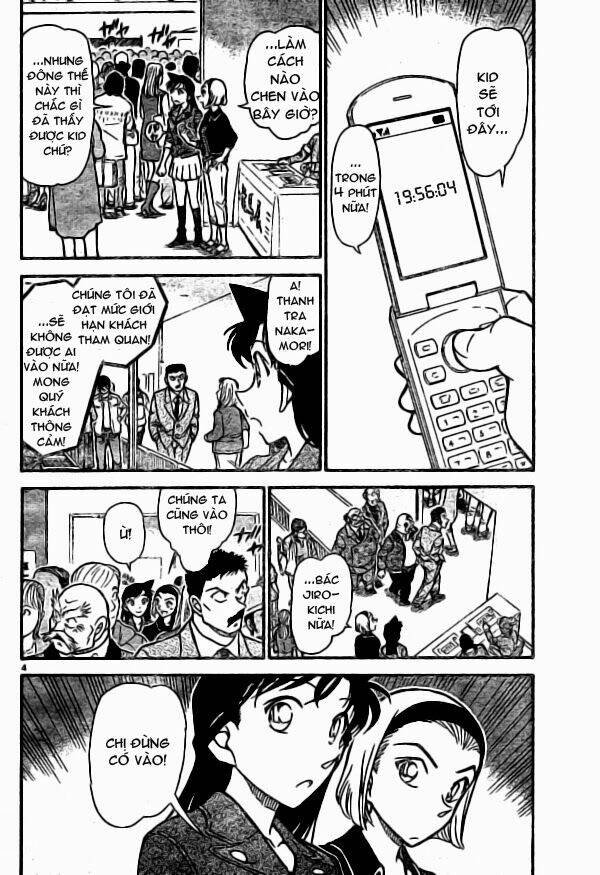 KID
SẼ
TỚI
ĐÂY...
...
TRONG
4 PHÚT
NỮA!
19:56:04
...LÀM
CÁCH
NÀO
CHEN VÀO
BÂY GIỜ?
...NHƯNG
ĐÔNG THẾ
NÀY THÌ
CHẮC GÌ
ĐÃ THẤY
ĐƯỢC KID
CHỨ?
A!
THANH
TRA
NAKA-
MORI!
CHÚNG TÔI ĐÃ
ĐẠT MỨC GIỚI
HẠN KHÁCH
THAM QUAN!
...SẼ
KHÔNG
ĐƯỢC AI
VÀO NỮA!
MONG
QUÝ
KHÁCH
THÔNG
CẢM!
...BÁC
JIRO-
KICHI
NỮA!
CHÚNG TA
CŨNG VÀO
THÔI!
Ừ!
4
CHỊ ĐỪNG
CÓ VÀO!